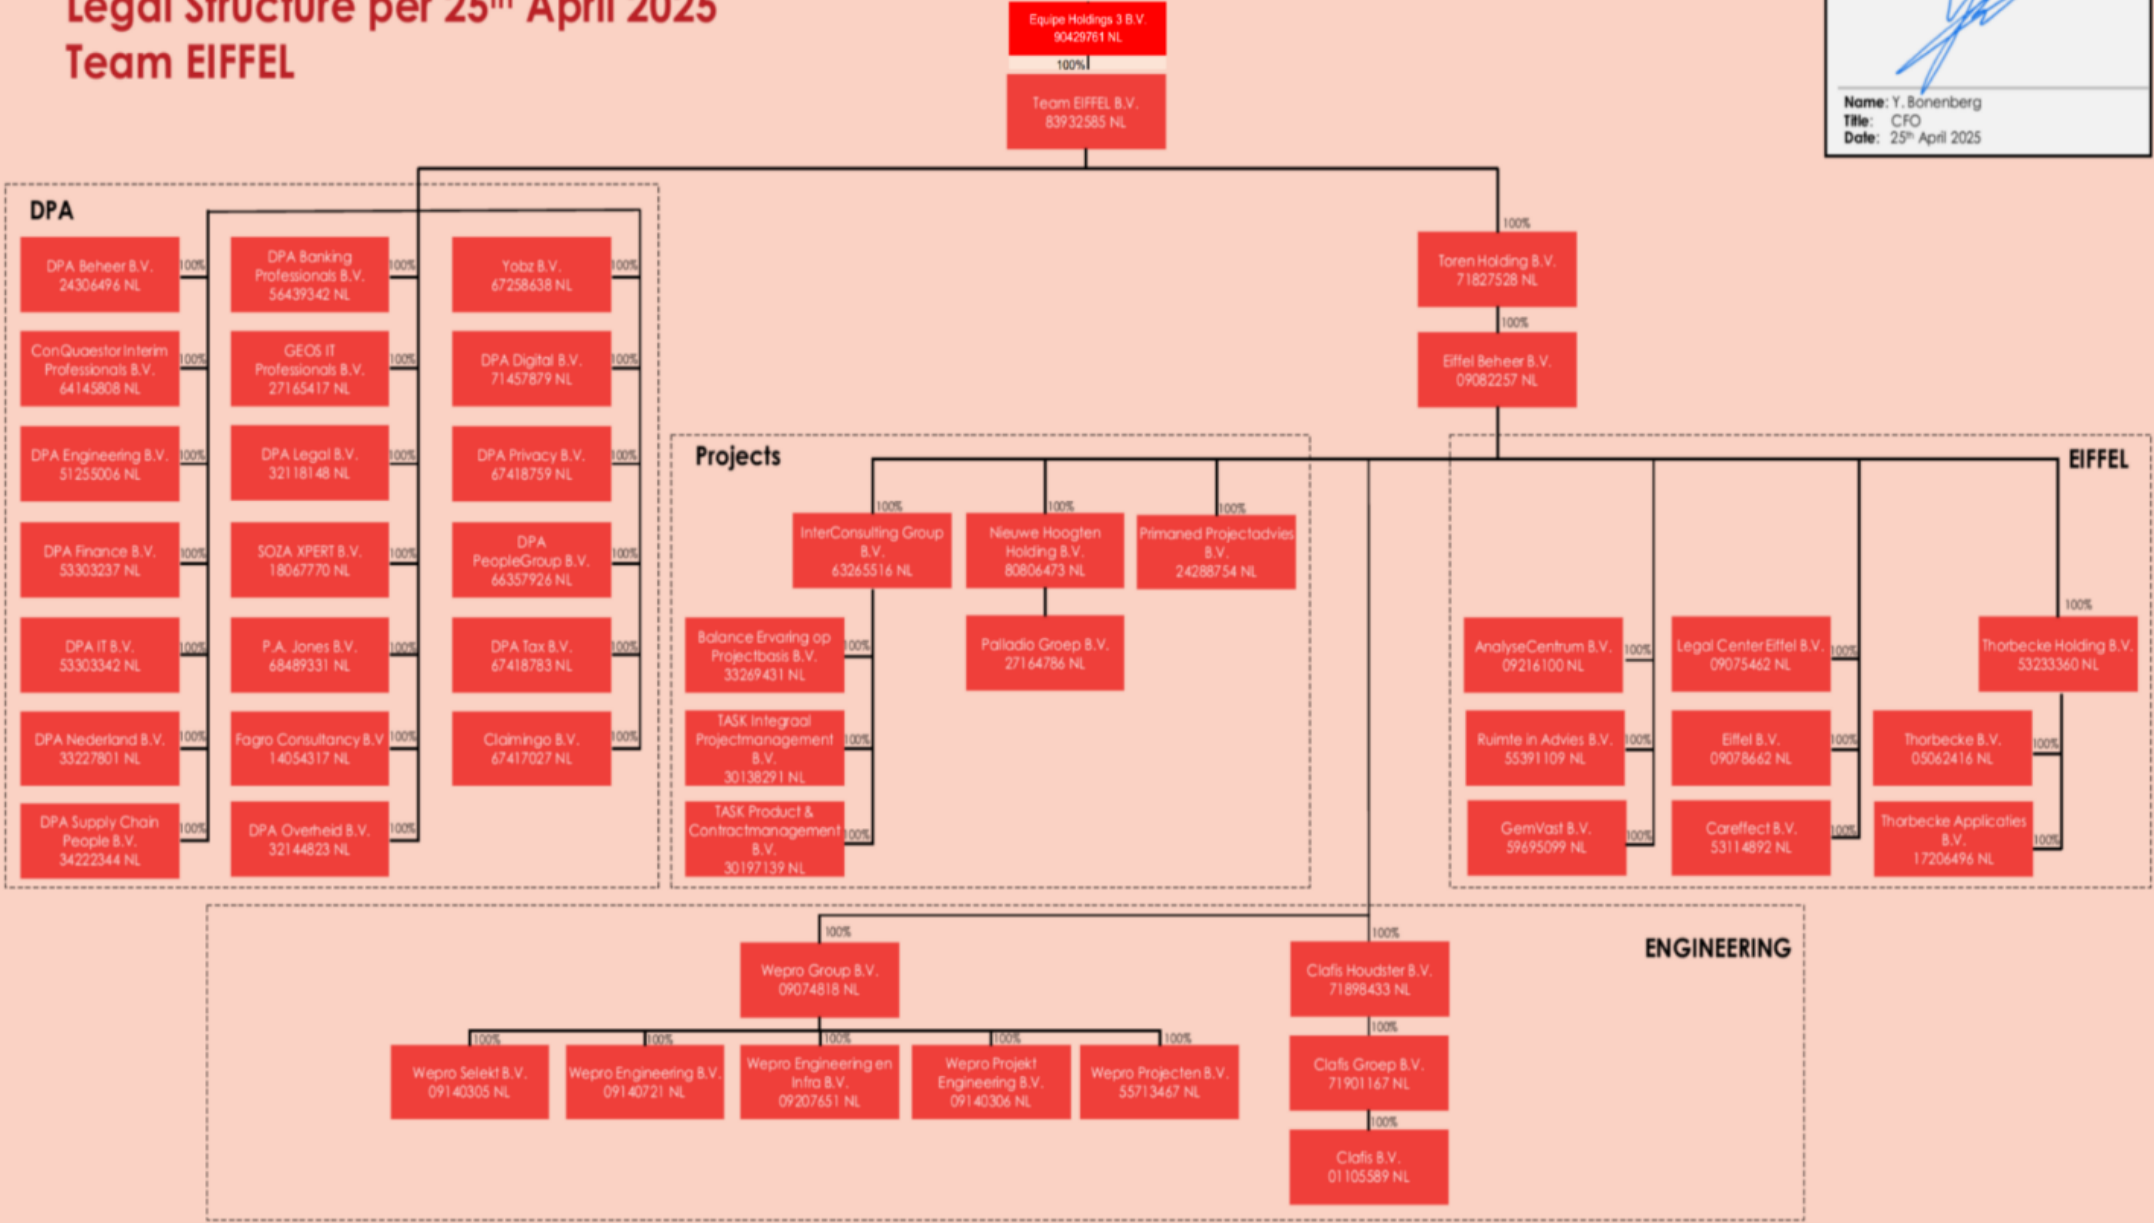 Legal Structure per 25th April 2025
Team EIFFEL
Equipe Holdings 3 B.V.
90429761 NL
100%
Team EIFFEL B.V.
83932585 NL
Name: Y. Bonenberg
Title: CFO
Date: 25th April 2025
DPA
DPA Beheer B.V.
24306496 NL
100%
DPA Banking
Professionals B.V.
56439342 NL
100%
Yobz B.V.
67258638 NL
100%
ConQuaestor Interim
Professionals B.V.
64145808 NL
100%
GEOS IT
Professionals B.V.
27165417 NL
100%
DPA Digital B.V.
71457879 NL
100%
DPA Engineering B.V.
51255006 NL
100%
DPA Legal B.V.
32118148 NL
100%
DPA Privacy B.V.
67418759 NL
100%
DPA Finance B.V.
53303237 NL
100%
SOZA XPERT B.V.
18067770 NL
100%
DPA
PeopleGroup B.V.
66357926 NL
100%
DPA IT B.V.
53303342 NL
100%
P.A. Jones B.V.
68489331 NL
100%
DPA Tax B.V.
67418783 NL
100%
DPA Nederland B.V.
33227801 NL
100%
Fagro Consultancy B.V
14054317 NL
100%
Claimingo B.V.
67417027 NL
100%
DPA Supply Chain
People B.V.
34222344 NL
100%
DPA Overheid B.V.
32144823 NL
100%
100%
Toren Holding B.V.
71827528 NL
100%
Eiffel Beheer B.V.
09082257 NL
Projects
100%
InterConsulting Group
B.V.
63265516 NL
100%
Nieuwe Hoogten
Holding B.V.
80806473 NL
100%
Primaned Projectadvies
B.V.
24288754 NL
Balance Ervaring op
Projectbasis B.V.
33269431 NL
100%
Palladio Groep B.V.
27164786 NL
TASK Integraal
Projectmanagement
B.V.
30138291 NL
100%
TASK Product &
Contractmanagement
B.V.
30197139 NL
100%
EIFFEL
AnalyseCentrum B.V.
09216100 NL
100%
Legal Center Eiffel B.V.
09075462 NL
100%
100%
Thorbecke Holding B.V.
53233360 NL
Ruimte in Advies B.V.
55391109 NL
100%
Eiffel B.V.
09078662 NL
100%
Thorbecke B.V.
05062416 NL
100%
GemVast B.V.
59695099 NL
100%
Careffect B.V.
53114892 NL
100%
Thorbecke Applicaties
B.V.
17206496 NL
100%
ENGINEERING
100%
Wepro Group B.V.
09074818 NL
100%
Clafis Houdster B.V.
71898433 NL
100%
Wepro Selekt B.V.
09140305 NL
100%
Wepro Engineering B.V.
09140721 NL
100%
Wepro Engineering en
Infra B.V.
09207651 NL
100%
Wepro Projekt
Engineering B.V.
09140306 NL
100%
Wepro Projecten B.V.
55713467 NL
100%
Clafis Groep B.V.
71901167 NL
100%
Clafis B.V.
01105589 NL